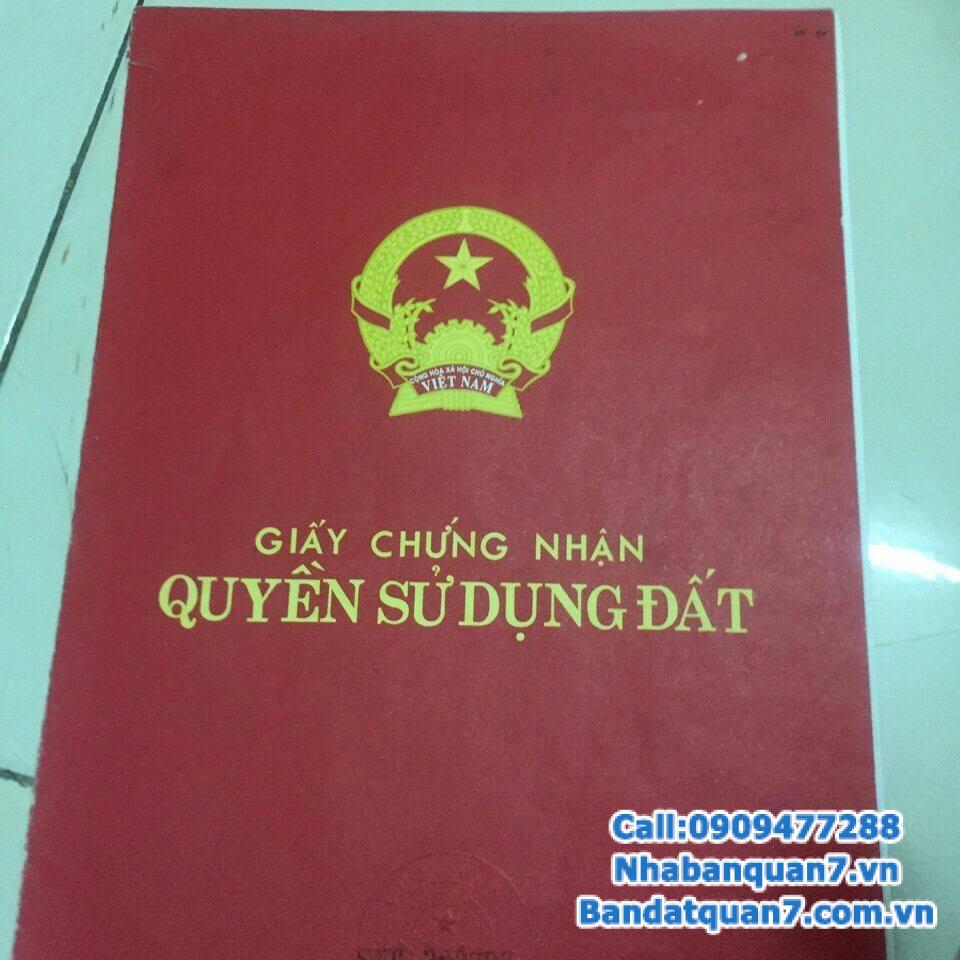 CỘNG HÒA XÃ HỘI CHỦ NGHĨA
VIỆT NAM
GIẤY CHỨNG NHẬN
QUYỀN SỬ DỤNG ĐẤT
Call:0909477288
Nhabanquan7.vn
Bandatquan7.com.vn